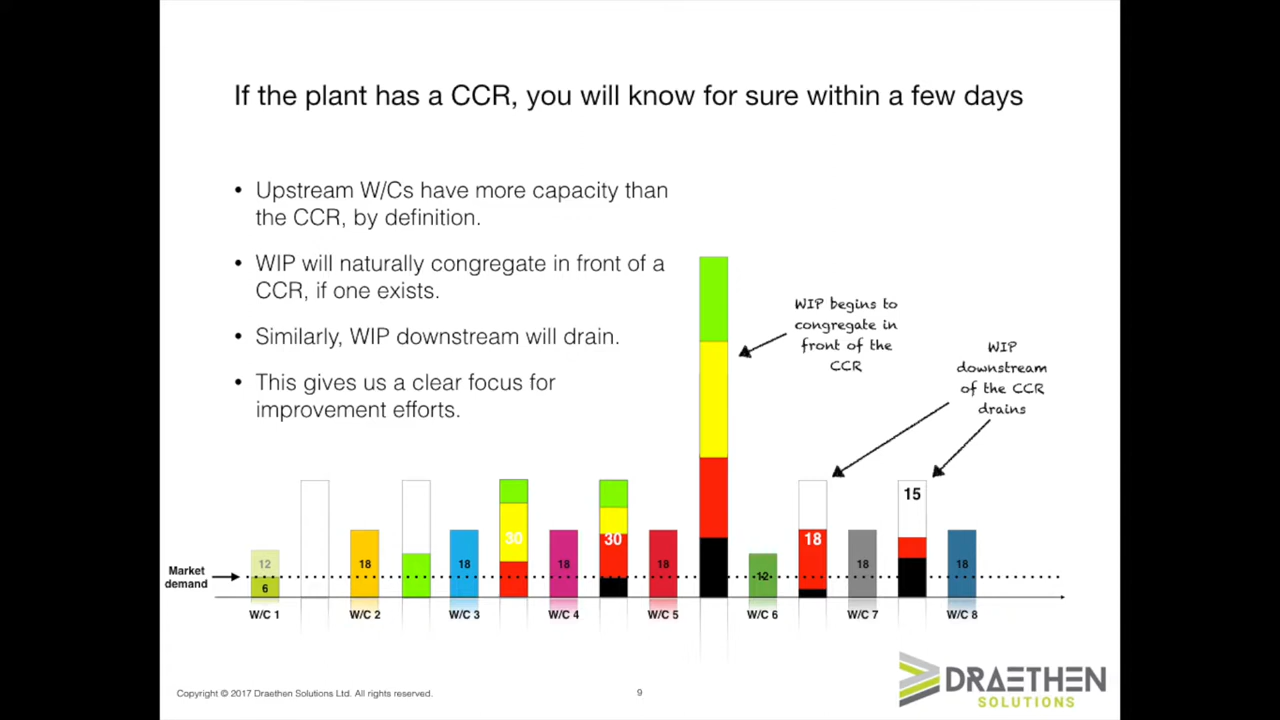 If the plant has a CCR, you will know for sure within a few days
• Upstream W/Cs have more capacity than
the CCR, by definition.
• WIP will naturally congregate in front of a
CCR, if one exists.
• Similarly, WIP downstream will drain.
• This gives us a clear focus for
improvement efforts.
WIP begins to
congregate in
front of the
CCR
WIP
downstream
of the CCR
drains
Market
demand
12
6
18
18
30
18
30
18
12
18
18
15
18
W/C 1
W/C 2
W/C 3
W/C 4
W/C 5
W/C 6
W/C 7
W/C 8
Copyright © 2017 Draethen Solutions Ltd. All rights reserved.
9
DRAETHEN
SOLUTIONS